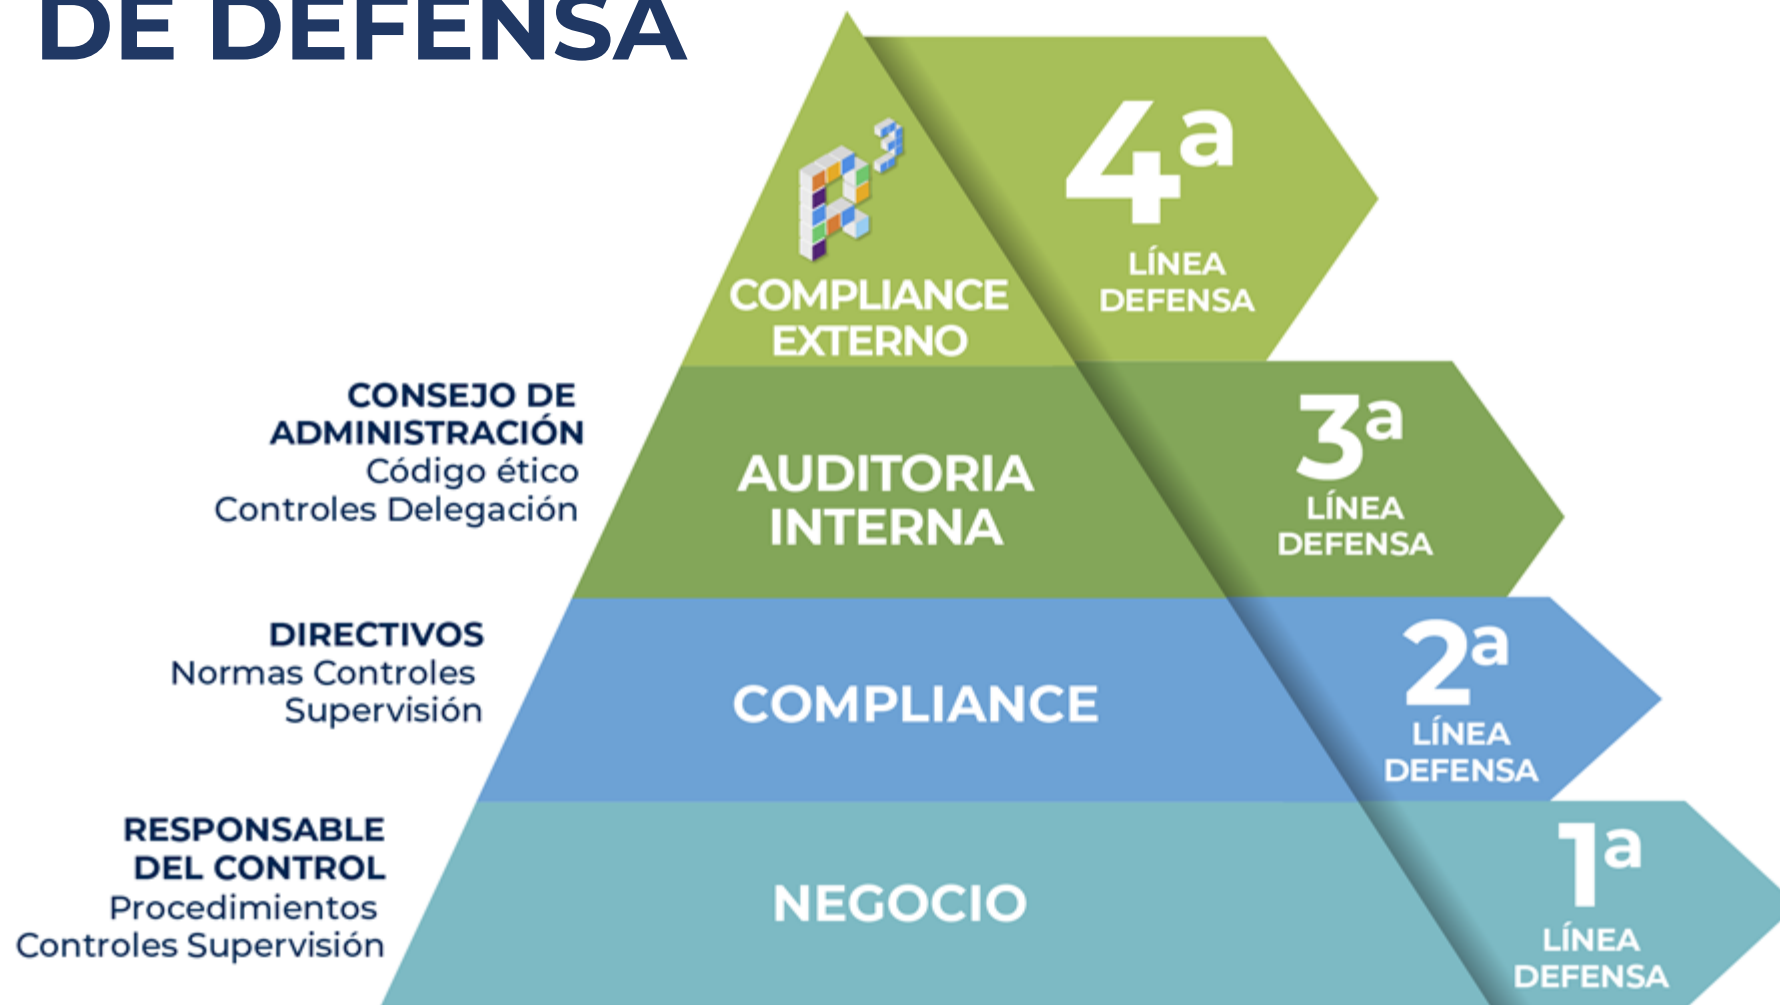 DE DEFENSA
R3
COMPLIANCE
EXTERNO
4ª
LÍNEA
DEFENSA
CONSEJO DE
ADMINISTRACIÓN
Código ético
Controles Delegación
AUDITORIA
INTERNA
3ª
LÍNEA
DEFENSA
DIRECTIVOS
Normas Controles
Supervisión
COMPLIANCE
2ª
LÍNEA
DEFENSA
RESPONSABLE
DEL CONTROL
Procedimientos
Controles Supervisión
NEGOCIO
1ª
LÍNEA
DEFENSA